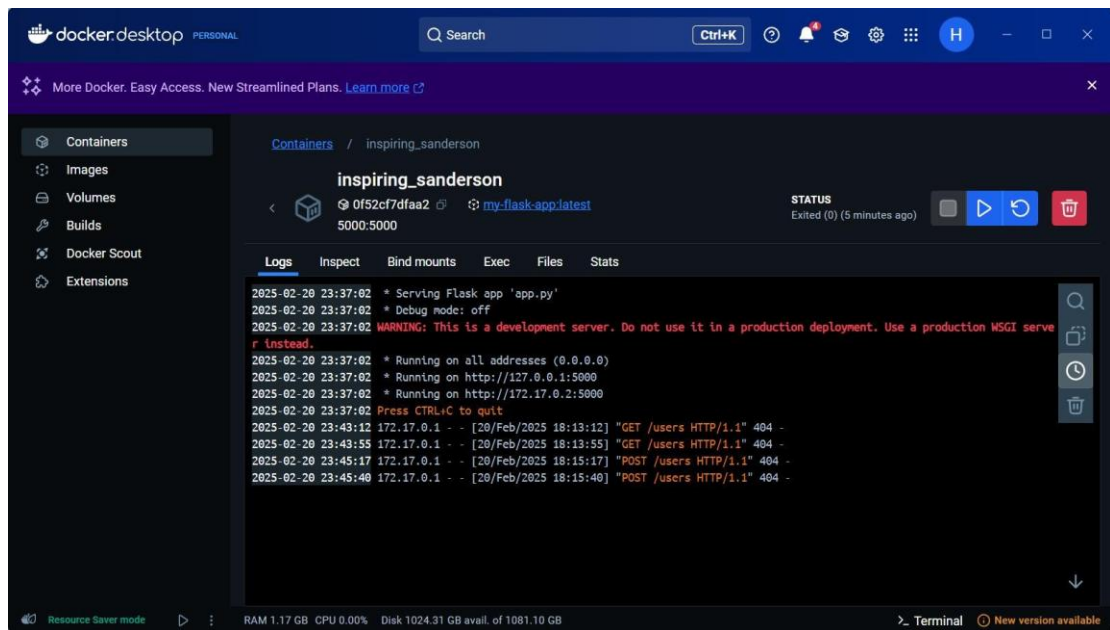 docker.desktop PERSONAL
Search
Ctrl+K
4
H
More Docker. Easy Access. New Streamlined Plans. Learn more
Containers
Images
Volumes
Builds
Docker Scout
Extensions
Containers / inspiring_sanderson
inspiring_sanderson
0f52cf7dfaa2 my-flask-app:latest
5000:5000
STATUS
Exited (0) (5 minutes ago)
Logs Inspect Bind mounts Exec Files Stats
2025-02-20 23:37:02 * Serving Flask app 'app.py'
2025-02-20 23:37:02 * Debug mode: off
2025-02-20 23:37:02 WARNING: This is a development server. Do not use it in a production deployment. Use a production WSGI serve
r instead.
2025-02-20 23:37:02 * Running on all addresses (0.0.0.0)
2025-02-20 23:37:02 * Running on http://127.0.0.1:5000
2025-02-20 23:37:02 * Running on http://172.17.0.2:5000
2025-02-20 23:37:02 Press CTRL+C to quit
2025-02-20 23:43:12 172.17.0.1 - - [20/Feb/2025 18:13:12] "GET /users HTTP/1.1" 404 -
2025-02-20 23:43:55 172.17.0.1 - - [20/Feb/2025 18:13:55] "GET /users HTTP/1.1" 404 -
2025-02-20 23:45:17 172.17.0.1 - - [20/Feb/2025 18:15:17] "POST /users HTTP/1.1" 404 -
2025-02-20 23:45:40 172.17.0.1 - - [20/Feb/2025 18:15:40] "POST /users HTTP/1.1" 404 -
Resource Saver mode
RAM 1.17 GB CPU 0.00% Disk 1024.31 GB avail. of 1081.10 GB
>_ Terminal
New version available